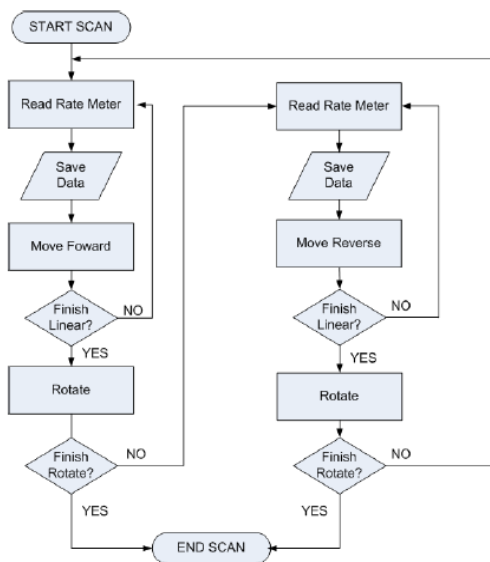 START SCAN
Read Rate Meter
Save
Data
Move Foward
Finish
Linear?
NO
YES
Rotate
Finish
Rotate?
NO
YES
Read Rate Meter
Save
Data
Move Reverse
Finish
Linear?
NO
YES
Rotate
Finish
Rotate?
NO
YES
END SCAN